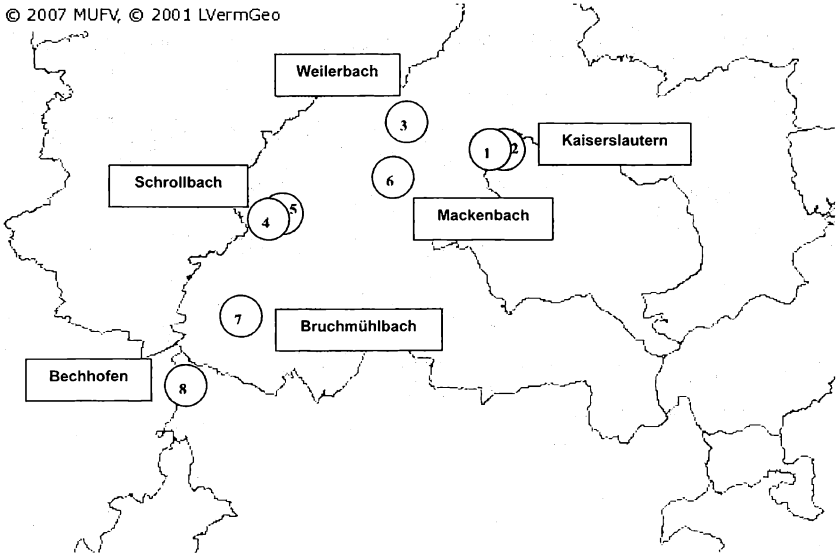 © 2007 MUFV, © 2001 LVermGeo
Weilerbach
3
Kaiserslautern
1
2
Schrollbach
6
5
4
Mackenbach
7
Bruchmühlbach
Bechhofen
8